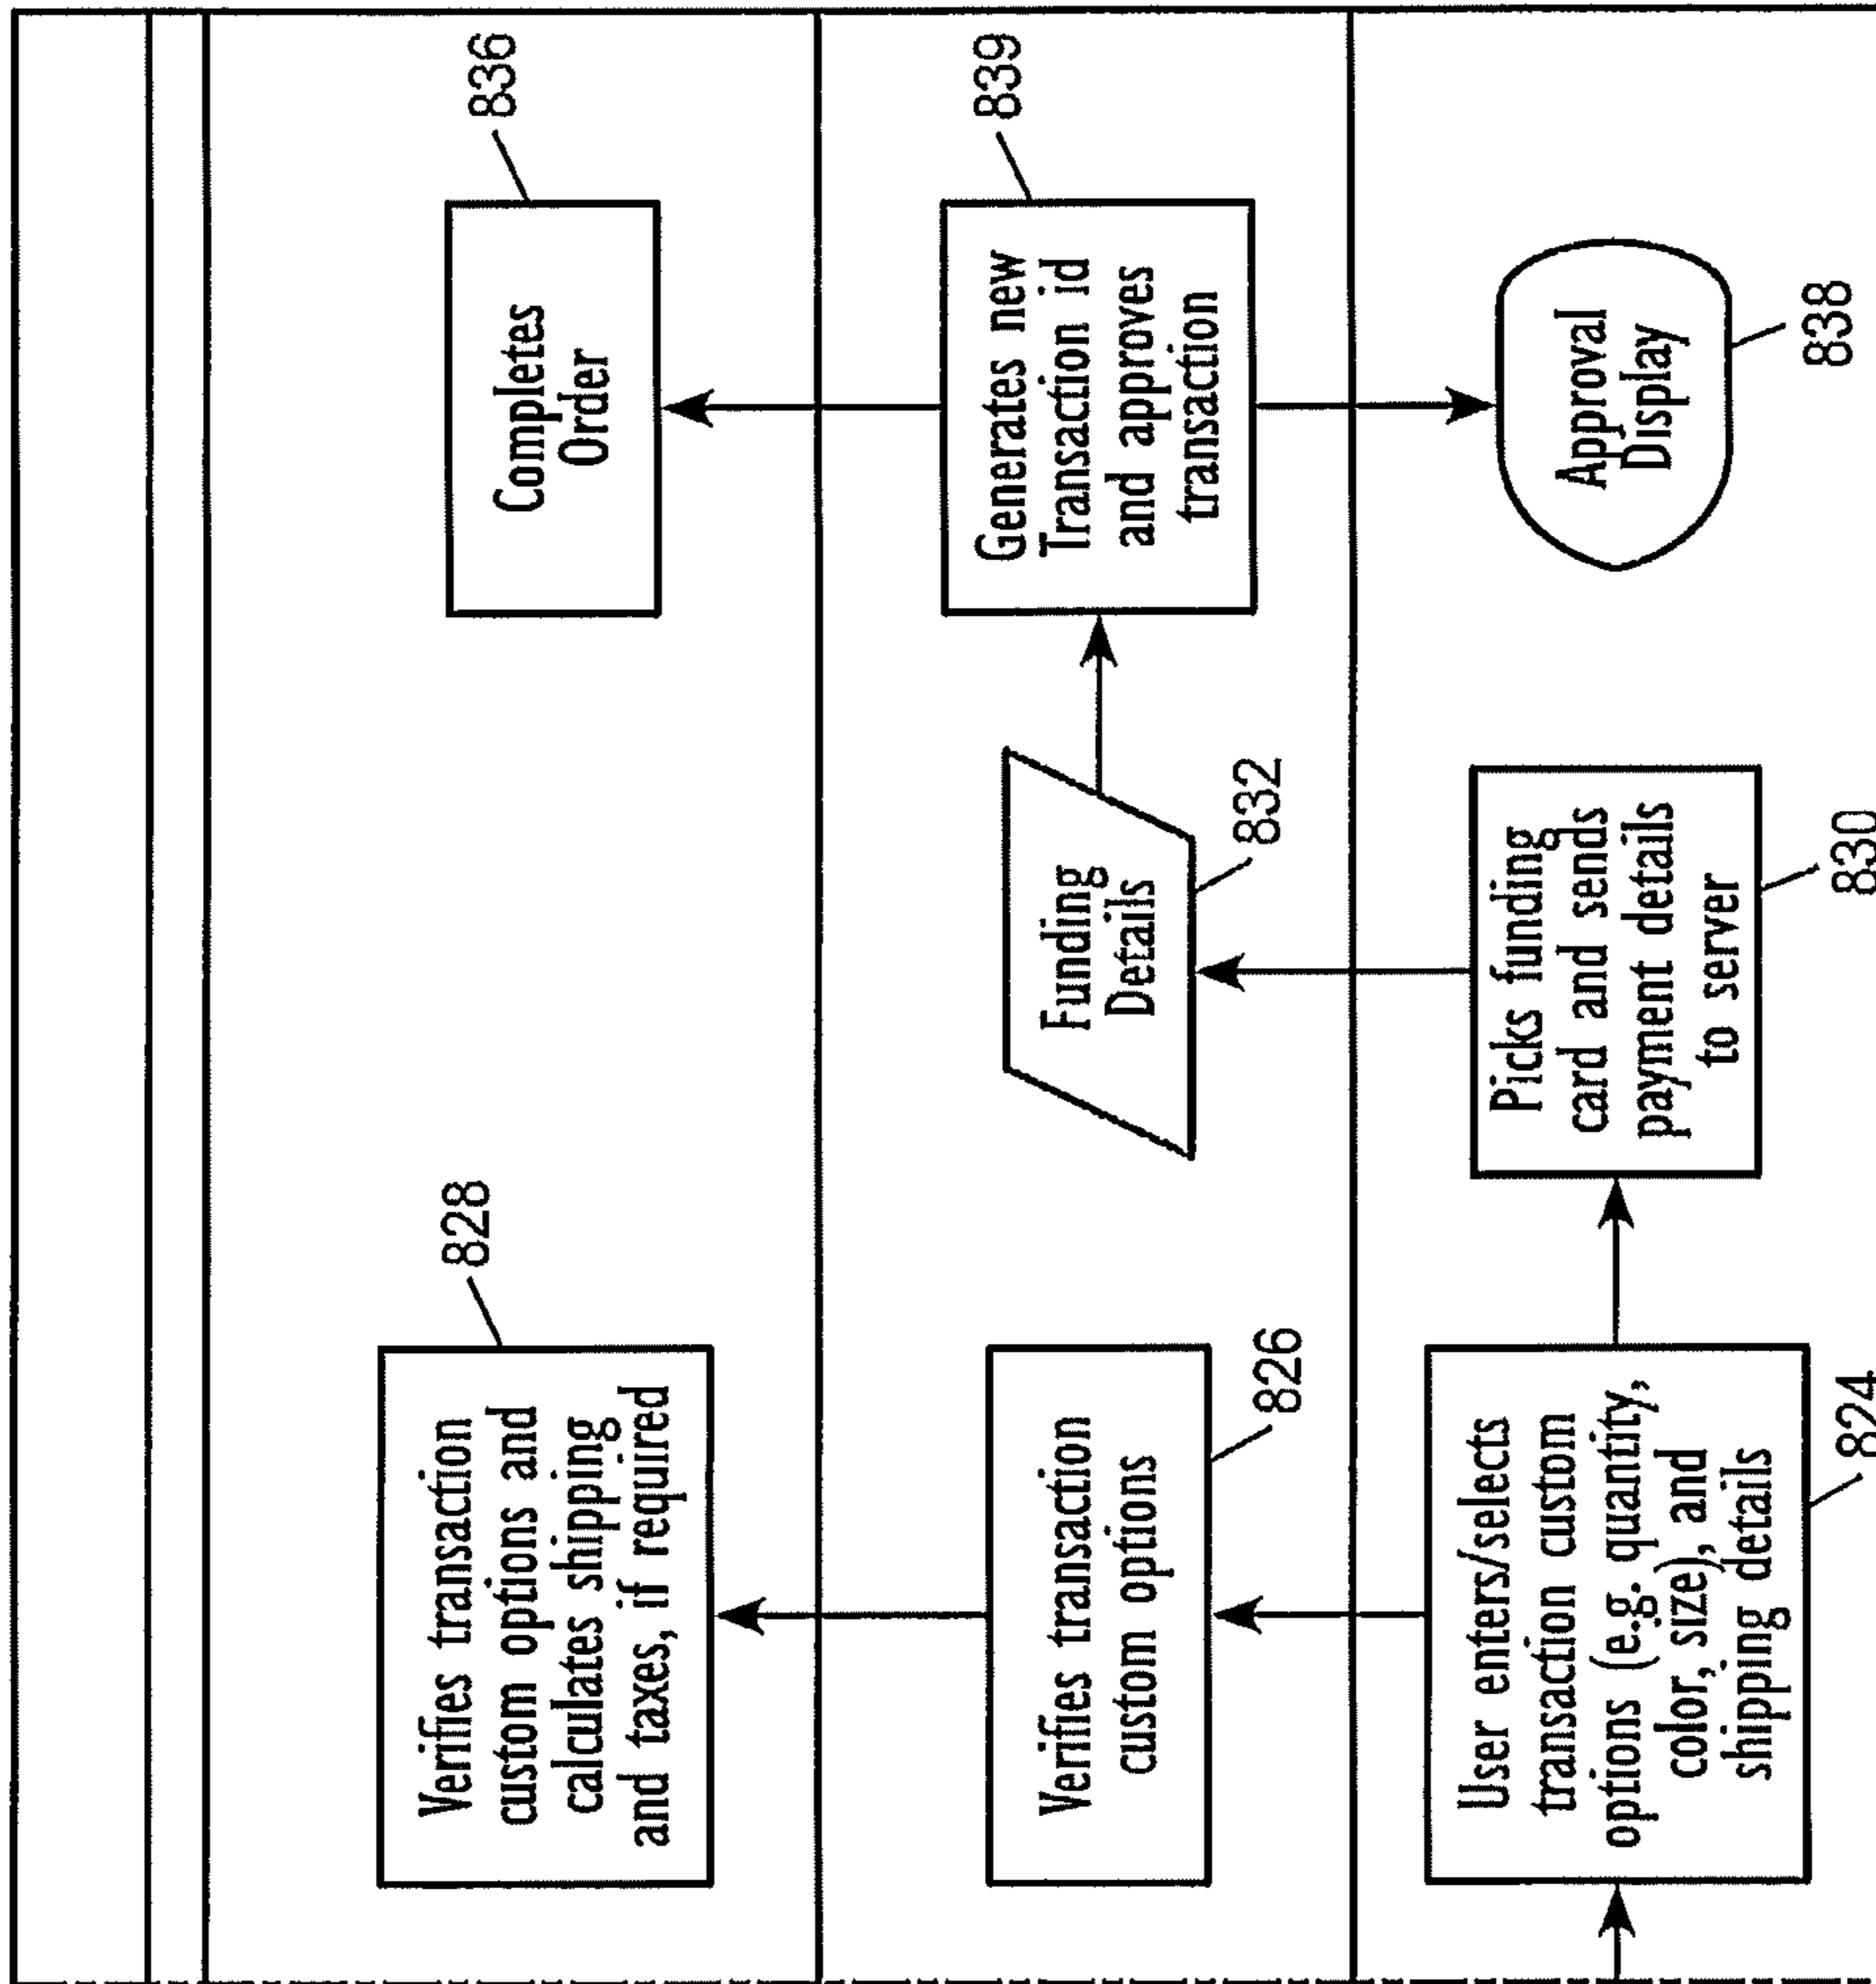 Verifies transaction
custom options and
calculates shipping
and taxes, if required
828
Completes
Order
836
Verifies transaction
custom options
826
Funding
Details
832
Generates new
Transaction id
and approves
transaction
839
User enters/selects
transaction custom
options (e.g. quantity,
color, size), and
shipping details
824
Picks funding
card and sends
payment details
to server
830
Approval
Display
838